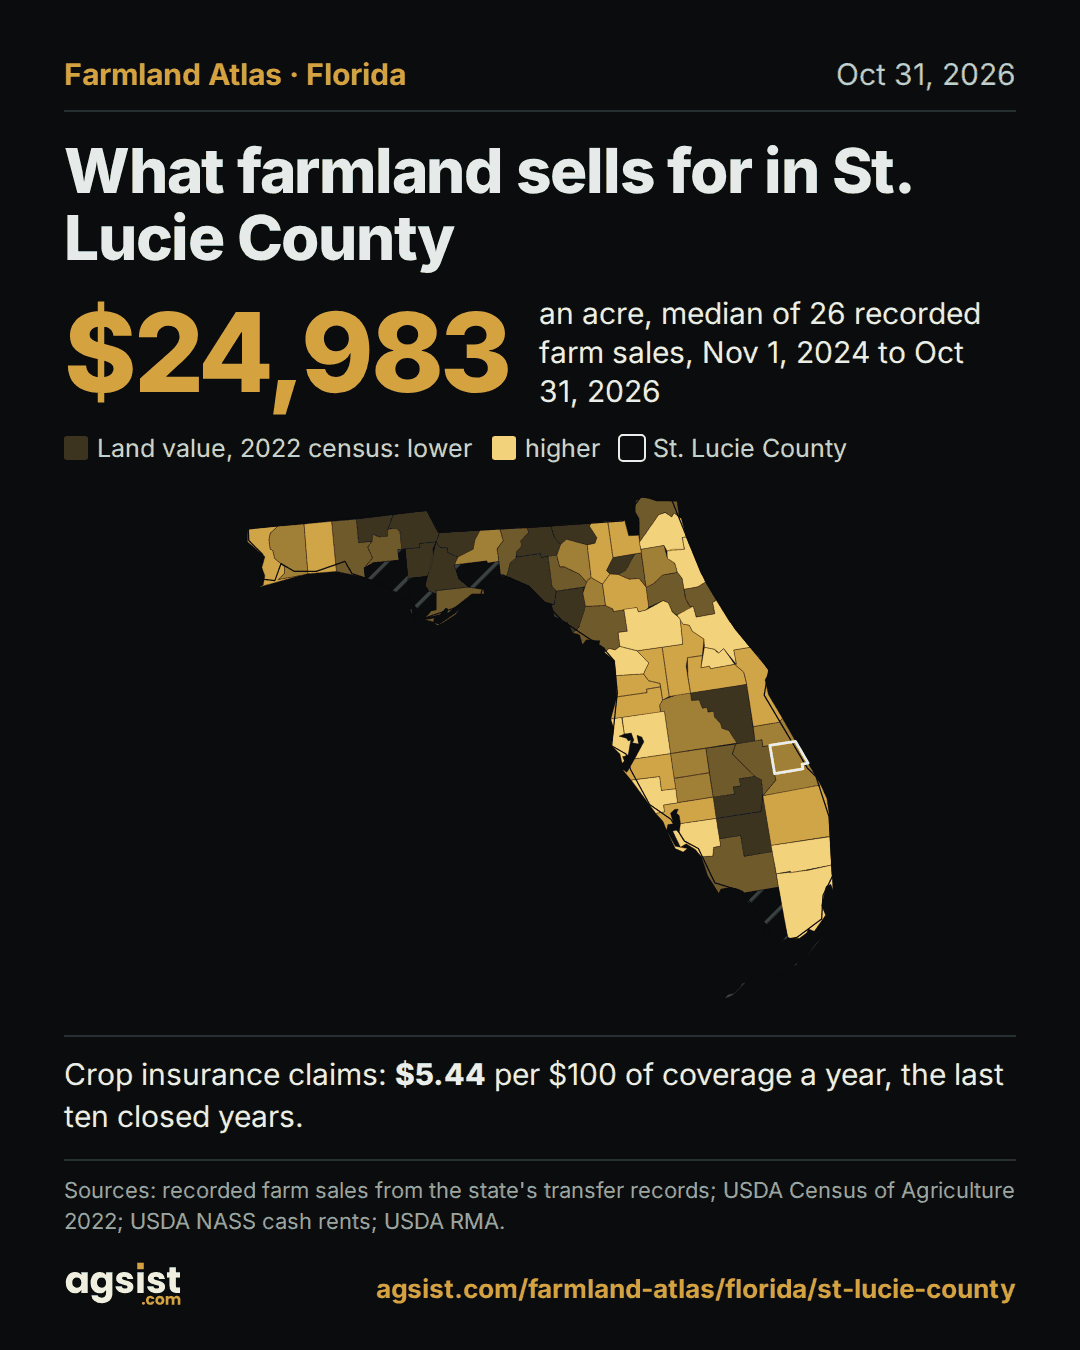 Farmland Atlas · Florida
Oct 31, 2026
What farmland sells for in St.
Lucie County
$24,983
an acre, median of 26 recorded
farm sales, Nov 1, 2024 to Oct
31, 2026
Land value, 2022 census: lower
higher
St. Lucie County
Crop insurance claims: $5.44 per $100 of coverage a year, the last
ten closed years.
Sources: recorded farm sales from the state's transfer records; USDA Census of Agriculture
2022; USDA NASS cash rents; USDA RMA.
agsist
.com
agsist.com/farmland-atlas/florida/st-lucie-county